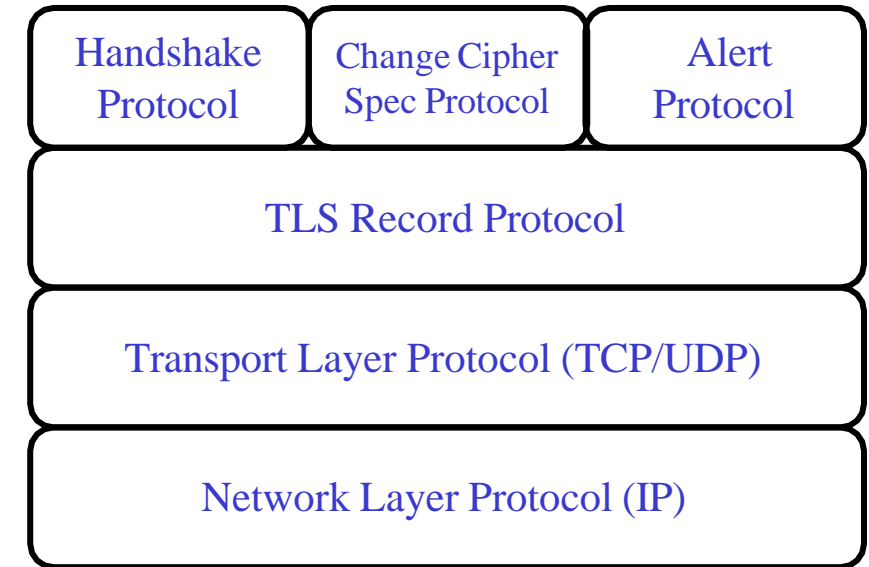 Handshake
Protocol
Change Cipher
Spec Protocol
Alert
Protocol
TLS Record Protocol
Transport Layer Protocol (TCP/UDP)
Network Layer Protocol (IP)